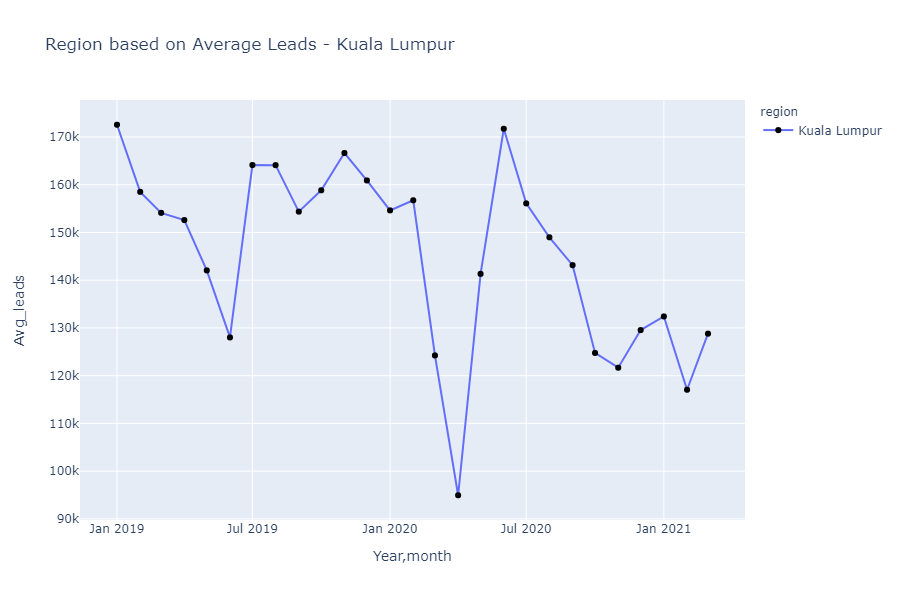 Region based on Average Leads - Kuala Lumpur
region
Kuala Lumpur
170k
160k
150k
140k
130k
120k
110k
100k
90k
Avg_leads
Jan 2019
Jul 2019
Jan 2020
Jul 2020
Jan 2021
Year,month